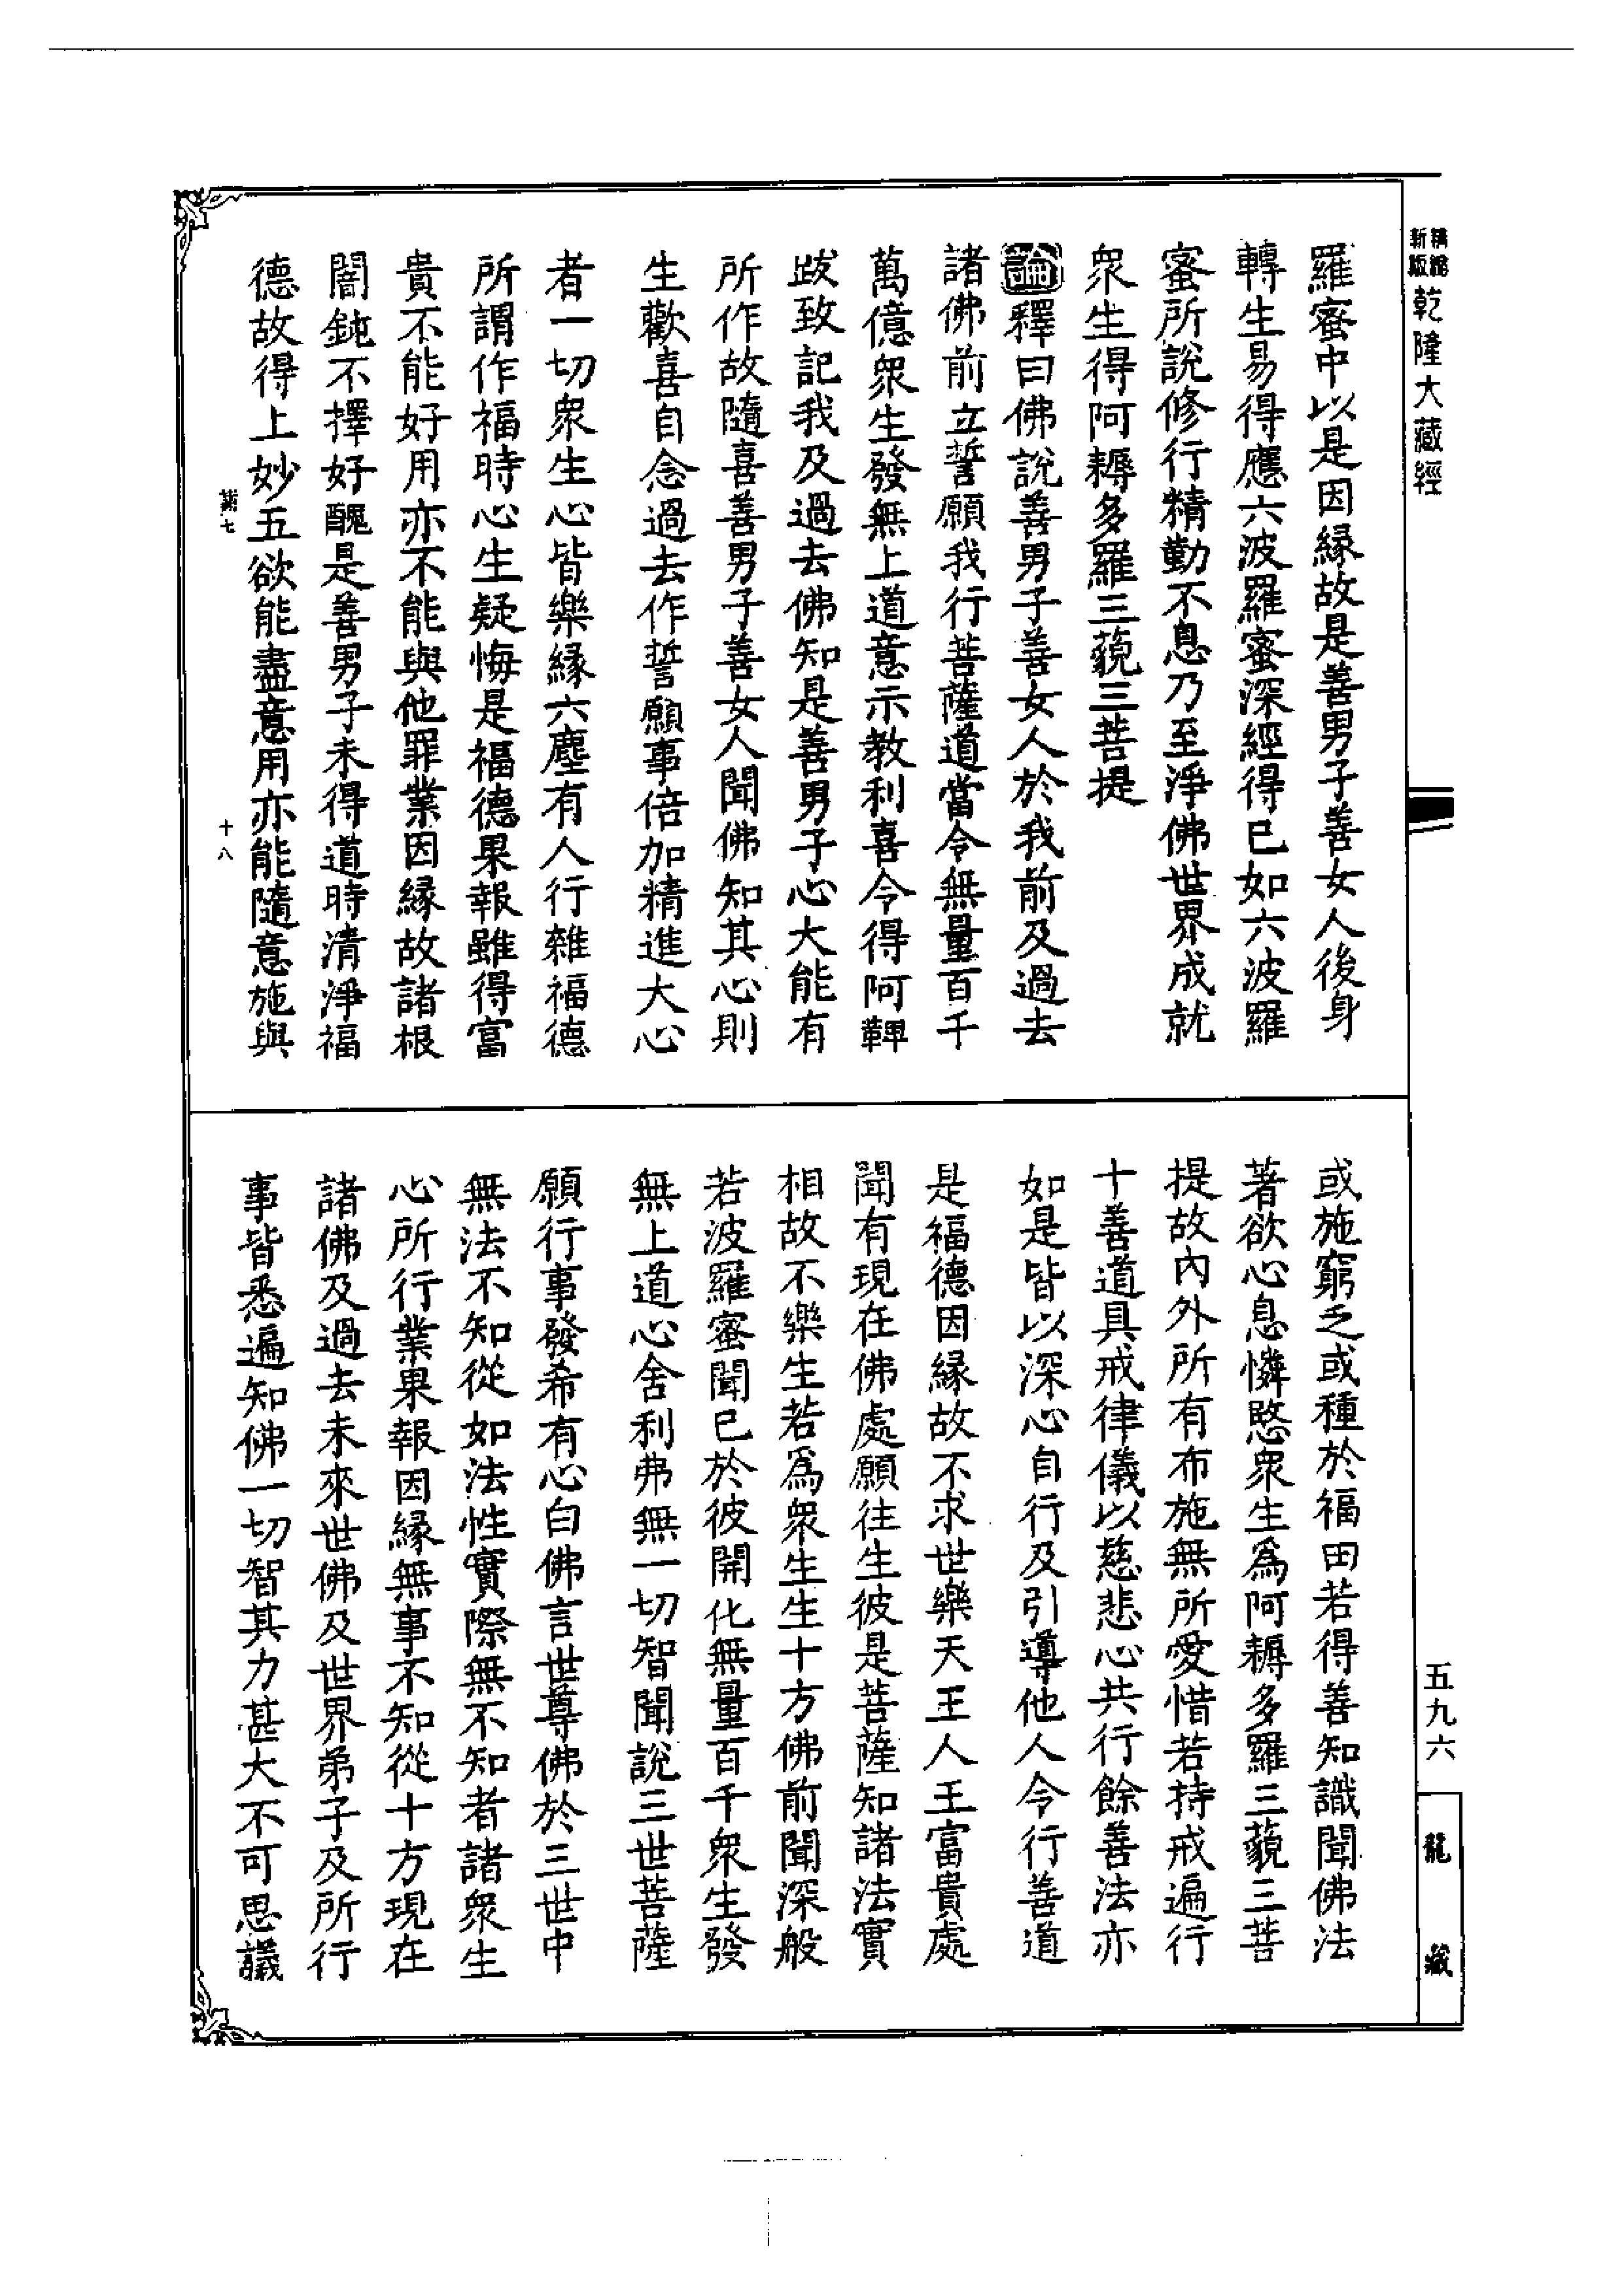 新版精縮乾隆大藏經
羅蜜中以是因縁故是善男子善女人後身
轉生易得應六波羅蜜深經得已如六波羅
蜜所說修行精勤不息乃至淨佛世界成就
衆生得阿耨多羅三藐三菩提
論釋曰佛說善男子善女人於我前及過去
諸佛前立誓願我行菩薩道當令無量百千
萬億衆生發無上道意示教利喜令得阿鞞
跋致記我及過去佛知是善男子心大能有
所作故隨喜善男子善女人聞佛知其心則
生歡喜自念過去作誓願事倍加精進大心
者一切衆生心皆樂縁六塵有人行雜福德
所謂作福時心生疑悔是福德果報雖得富
貴不能好用亦不能與他罪業因縁故諸根
闇鈍不擇好醜是善男子未得道時清淨福
德故得上妙五欲能盡意用亦能隨意施與
十八
或施窮乏或種於福田若得善知識聞佛法
著欲心息憐愍衆生爲阿耨多羅三藐三菩
提故內外所有布施無所愛惜若持戒遍行
十善道具戒律儀以慈悲心共行餘善法亦
如是皆以深心自行及引導他人令行善道
是福德因縁故不求世樂天王人王富貴處
聞有現在佛處願往生彼是菩薩知諸法實
相故不樂生若爲衆生生十方佛前聞深般
若波羅蜜聞已於彼開化無量百千衆生發
無上道心舍利弗無一切智聞說三世菩薩
願行事發希有心白佛言世尊佛於三世中
無法不知從如法性實際無不知者諸衆生
心所行業果報因縁無事不知從十方現在
諸佛及過去未來世佛及世界弟子及所行
事皆悉遍知佛一切智其力甚大不可思議
五九六
龍藏